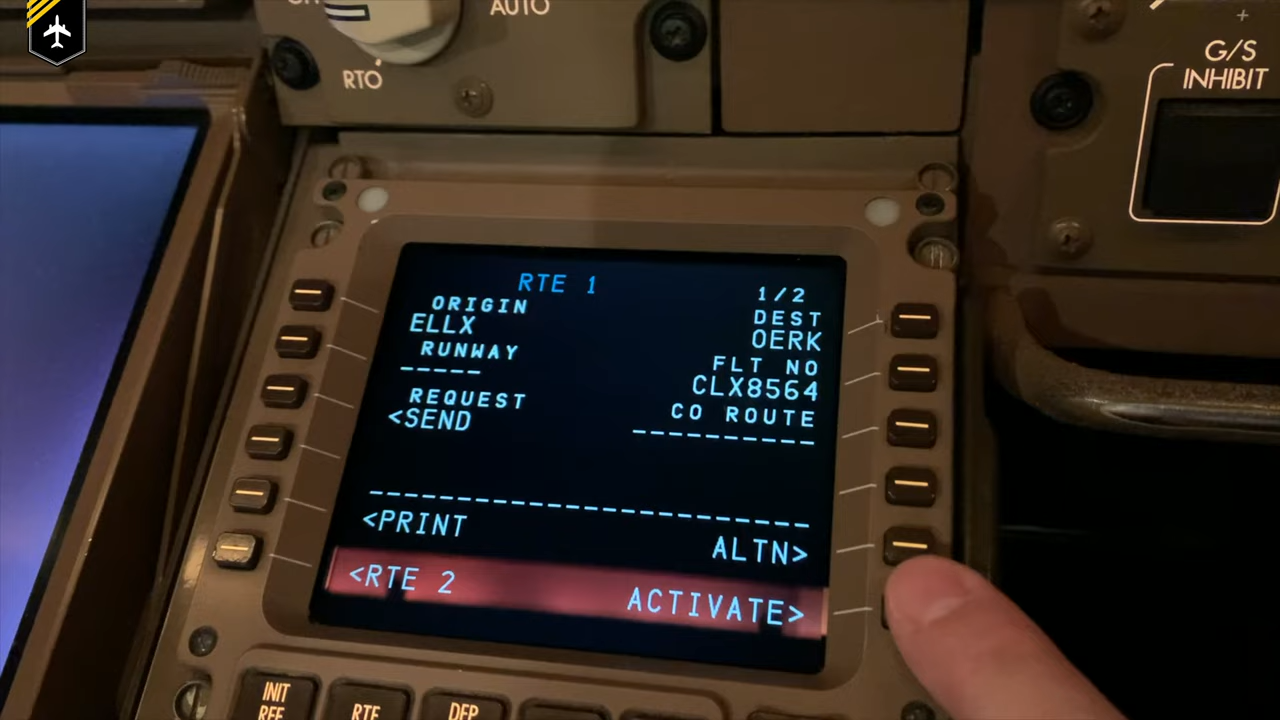 AUTO
RTO
G/S
INHIBIT
RTE 1
1/2
ORIGIN
DEST
ELLX
OERK
RUNWAY
FLT NO
-----
CLX8564
REQUEST
CO ROUTE
<SEND
----------
------------------------
<PRINT
ALTN>
<RTE 2
ACTIVATE>
INIT
REF
RTE
DEP